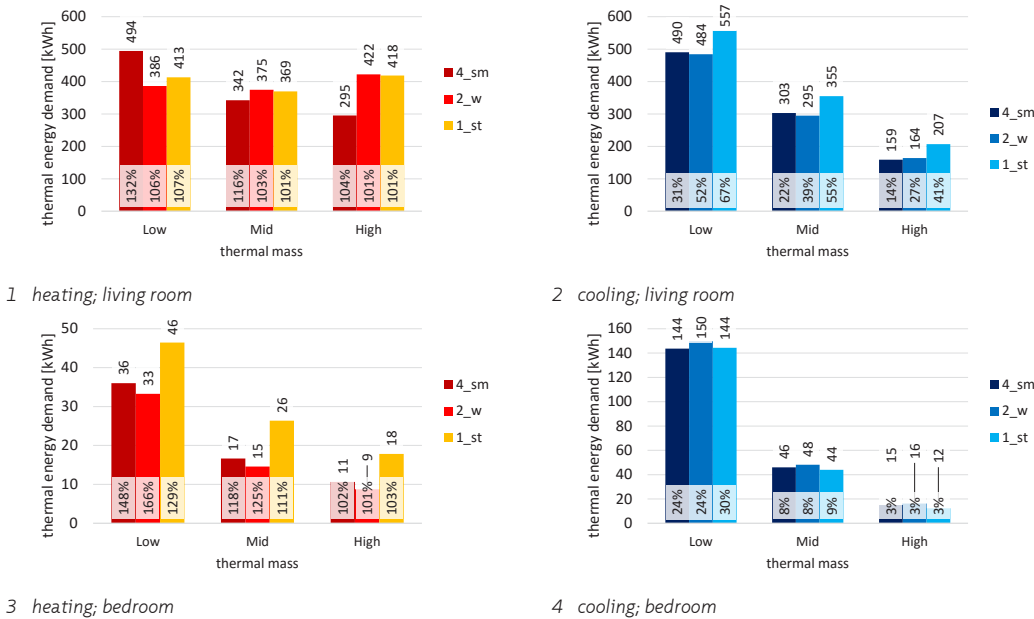 thermal energy demand [kWh]
600
500
400
300
200
100
0
494
386
413
342
375
369
295
422
418
132%
106%
107%
116%
103%
101%
104%
101%
101%
Low
Mid
High
thermal mass
4_sm
2_w
1_st
1 heating; living room
thermal energy demand [kWh]
600
500
400
300
200
100
0
490
484
557
303
295
355
159
164
207
31%
52%
67%
22%
39%
55%
14%
27%
41%
Low
Mid
High
thermal mass
4_sm
2_w
1_st
2 cooling; living room
thermal energy demand [kWh]
50
40
30
20
10
0
36
33
46
17
15
26
11
9
18
148%
166%
129%
118%
125%
111%
102%
101%
103%
Low
Mid
High
thermal mass
4_sm
2_w
1_st
3 heating; bedroom
thermal energy demand [kWh]
160
140
120
100
80
60
40
20
0
144
150
144
46
48
44
15
16
12
24%
24%
30%
8%
8%
9%
3%
3%
3%
Low
Mid
High
thermal mass
4_sm
2_w
1_st
4 cooling; bedroom